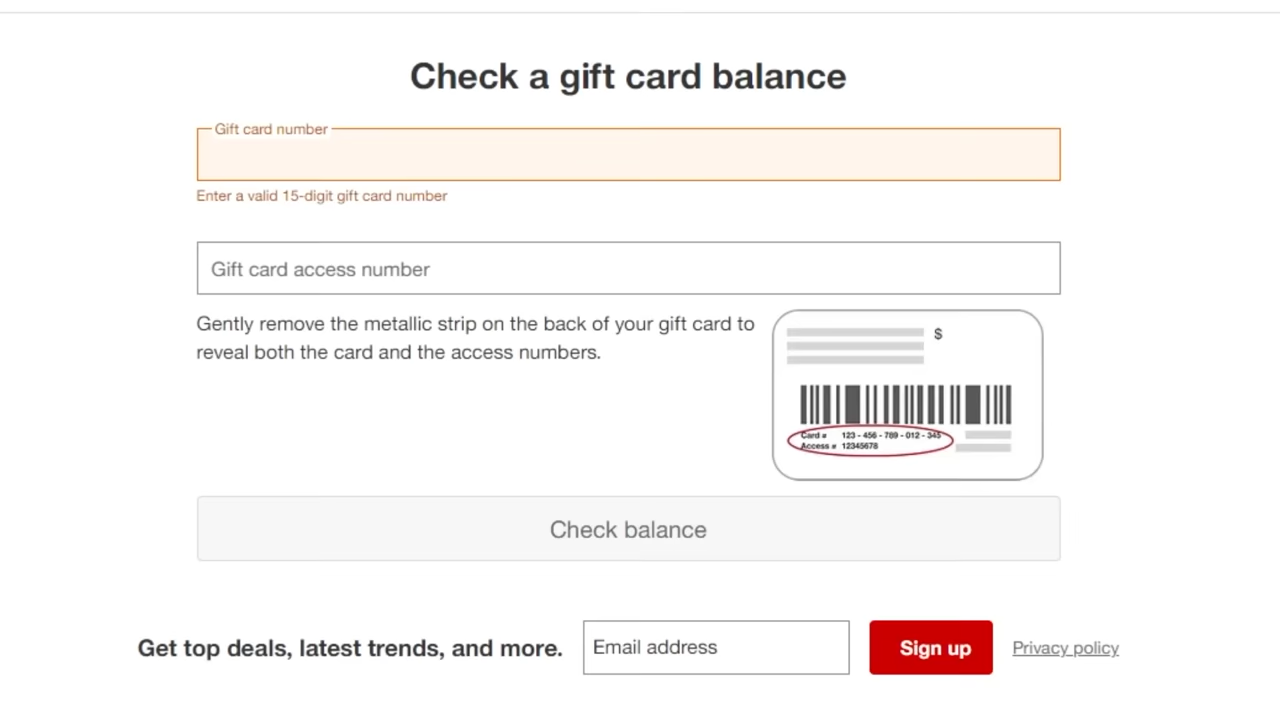 Check a gift card balance
Gift card number
Enter a valid 15-digit gift card number
Gift card access number
Gently remove the metallic strip on the back of your gift card to
reveal both the card and the access numbers.
$
Card # 123 - 456 - 789 - 012 - 345
Access # 12345678
Check balance
Get top deals, latest trends, and more.
Email address
Sign up
Privacy policy